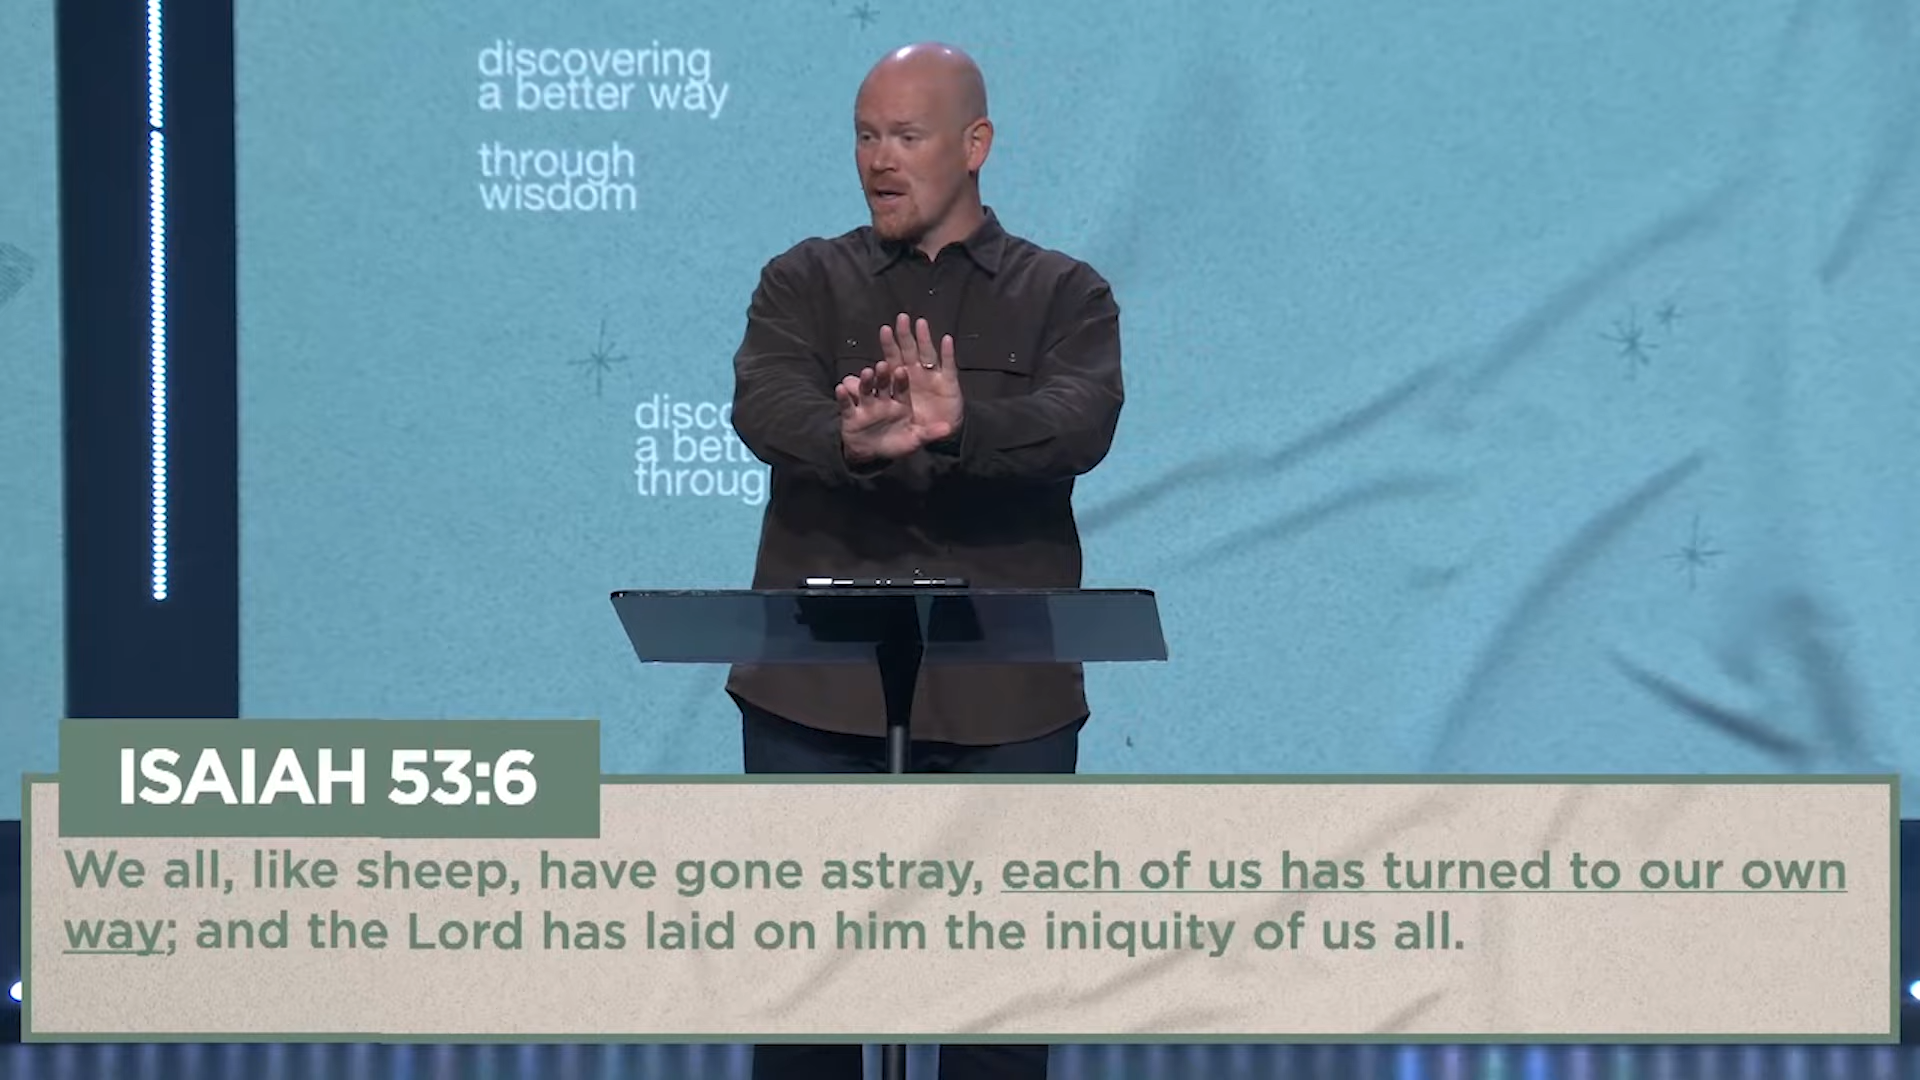 discovering
a better way
through
wisdom
a
throug
ISAIAH 53:6
We all, like sheep, have gone astray, each of us has turned to our own
way; and the Lord has laid on him the iniquity of us all.